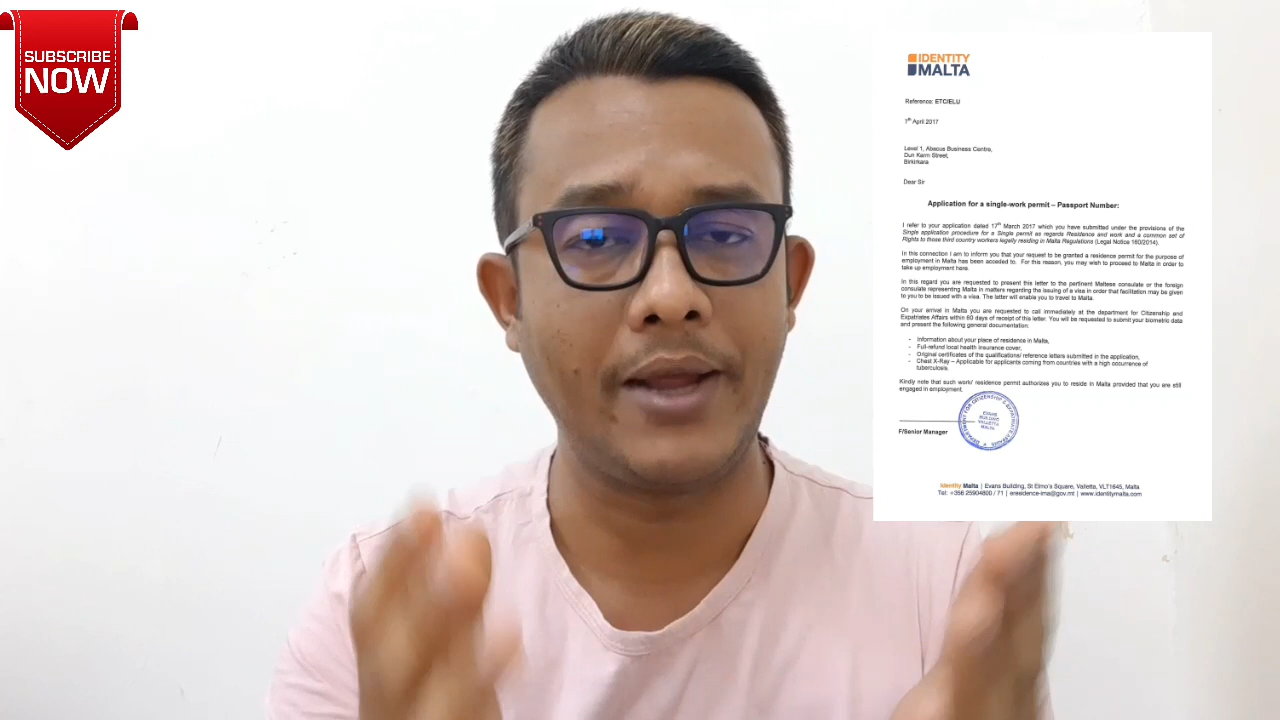 SUBSCRIBE
NOW
IDENTITY
MALTA
Reference: ETC/ELU
7th April 2017
Level 1, Abacus Business Centre,
Dun Karm Street,
Birkirkara
Dear Sir
Application for a single-work permit – Passport Number:
I refer to your application dated 17th March 2017 which you have submitted under the provisions of the
Single application procedure for a Single permit as regards Residence and work and a common set of
Rights to those third country workers legally residing in Malta Regulations (Legal Notice 160/2014).
In this connection I am to inform you that your request to be granted a residence permit for the purpose of
employment in Malta has been acceded to. For this reason, you may wish to proceed to Malta in order to
take up employment here.
In this regard you are requested to present this letter to the pertinent Maltese consulate or the foreign
consulate representing Malta in matters regarding the issuing of a visa in order that facilitation may be given
to you to be issued with a visa. The letter will enable you to travel to Malta.
On your arrival in Malta you are requested to call immediately at the department for Citizenship and
Expatriates Affairs within 60 days of receipt of this letter. You will be requested to submit your biometric data
and present the following general documentation:
- Information about your place of residence in Malta,
- Full-refund local health insurance cover,
- Original certificates of the qualifications/ reference letters submitted in the application,
- Chest X-Ray – Applicable for applicants coming from countries with a high occurrence of
tuberculosis.
Kindly note that such work/ residence permit authorizes you to reside in Malta provided that you are still
engaged in employment.
EVANS
BUILDING
VALLETTA
MALTA
F/Senior Manager
Identity Malta | Evans Building, St Elmo's Square, Valletta, VLT1645, Malta
Tel: +356 25904800 / 71 | eresidence-ima@gov.mt | www.identitymalta.com